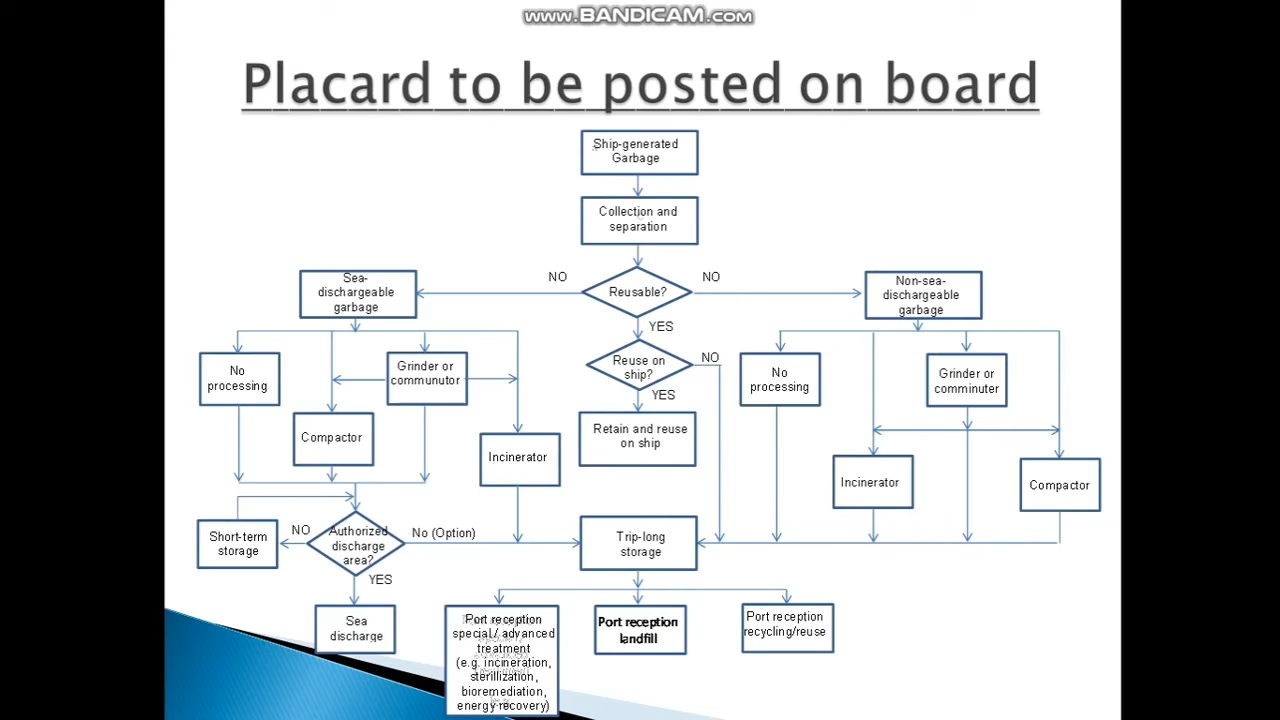 www.BANDICAM.com
Placard to be posted on board
Ship-generated
Garbage
Collection and
separation
NO
Reusable?
NO
Sea-
dischargeable
garbage
Non-sea-
dischargeable
garbage
YES
No
processing
Grinder or
communutor
Reuse on
ship?
NO
No
processing
Grinder or
comminuter
YES
Compactor
Retain and reuse
on ship
Incinerator
Incinerator
Compactor
Short-term
storage
NO
Authorized
discharge
area?
No (Option)
Trip-long
storage
YES
Sea
discharge
Port reception
special / advanced
treatment
(e.g. incineration,
sterillization,
bioremediation,
energy recovery)
Port reception
landfill
Port reception
recycling/reuse